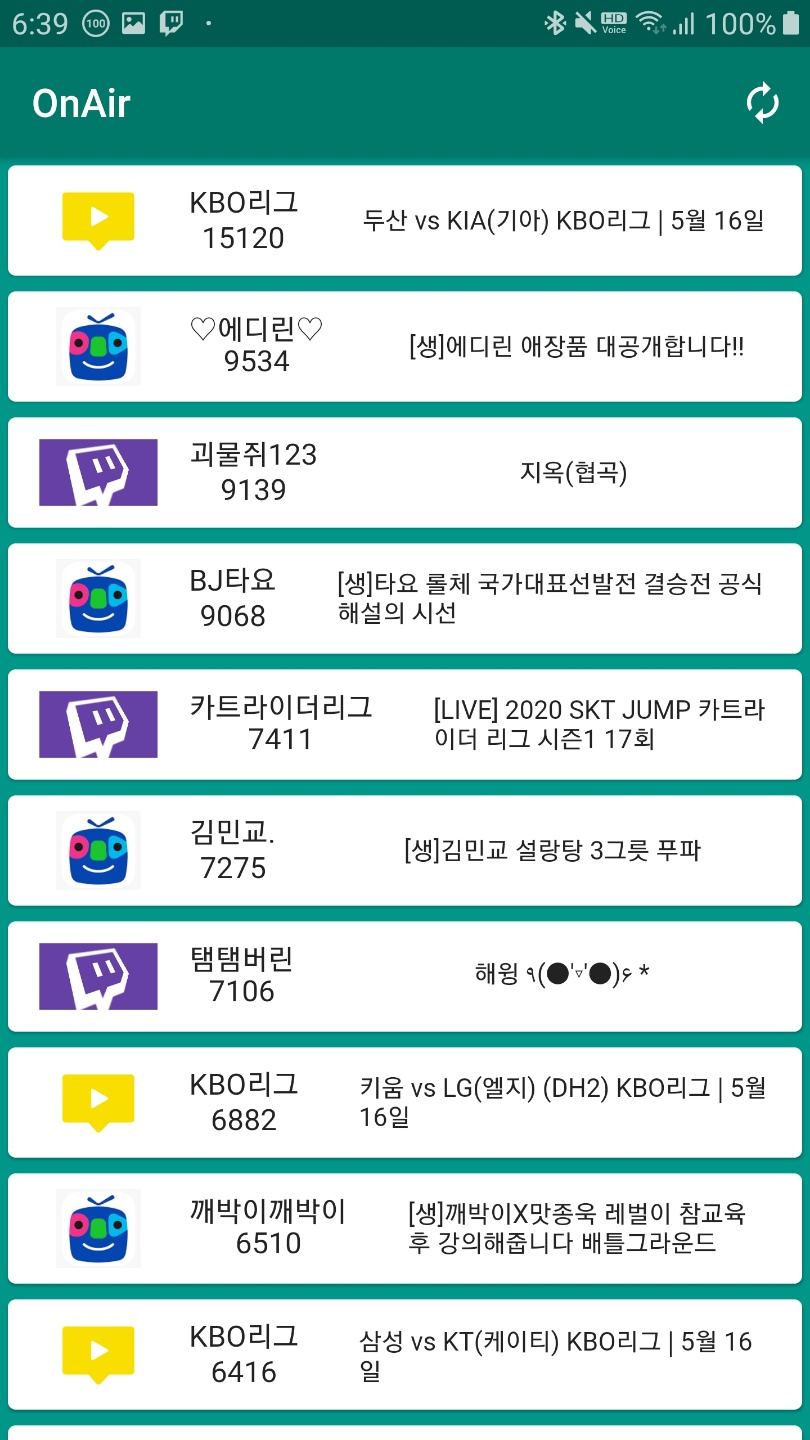 6:39 100 HD Voice 100%
OnAir
KBO리그
15120
두산 vs KIA(기아) KBO리그 | 5월 16일
♡에디린♡
9534
[생]에디린 애장품 대공개합니다!!
괴물쥐123
9139
지옥(협곡)
BJ타요
9068
[생]타요 롤체 국가대표선발전 결승전 공식
해설의 시선
카트라이더리그
7411
[LIVE] 2020 SKT JUMP 카트라
이더 리그 시즌1 17회
김민교.
7275
[생]김민교 설랑탕 3그릇 푸파
탬탬버린
7106
해윙 ٩(●'▿'●)۶ *
KBO리그
6882
키움 vs LG(엘지) (DH2) KBO리그 | 5월
16일
깨박이깨박이
6510
[생]깨박이X맛종욱 레벌이 참교육
후 강의해줍니다 배틀그라운드
KBO리그
6416
삼성 vs KT(케이티) KBO리그 | 5월 16
일